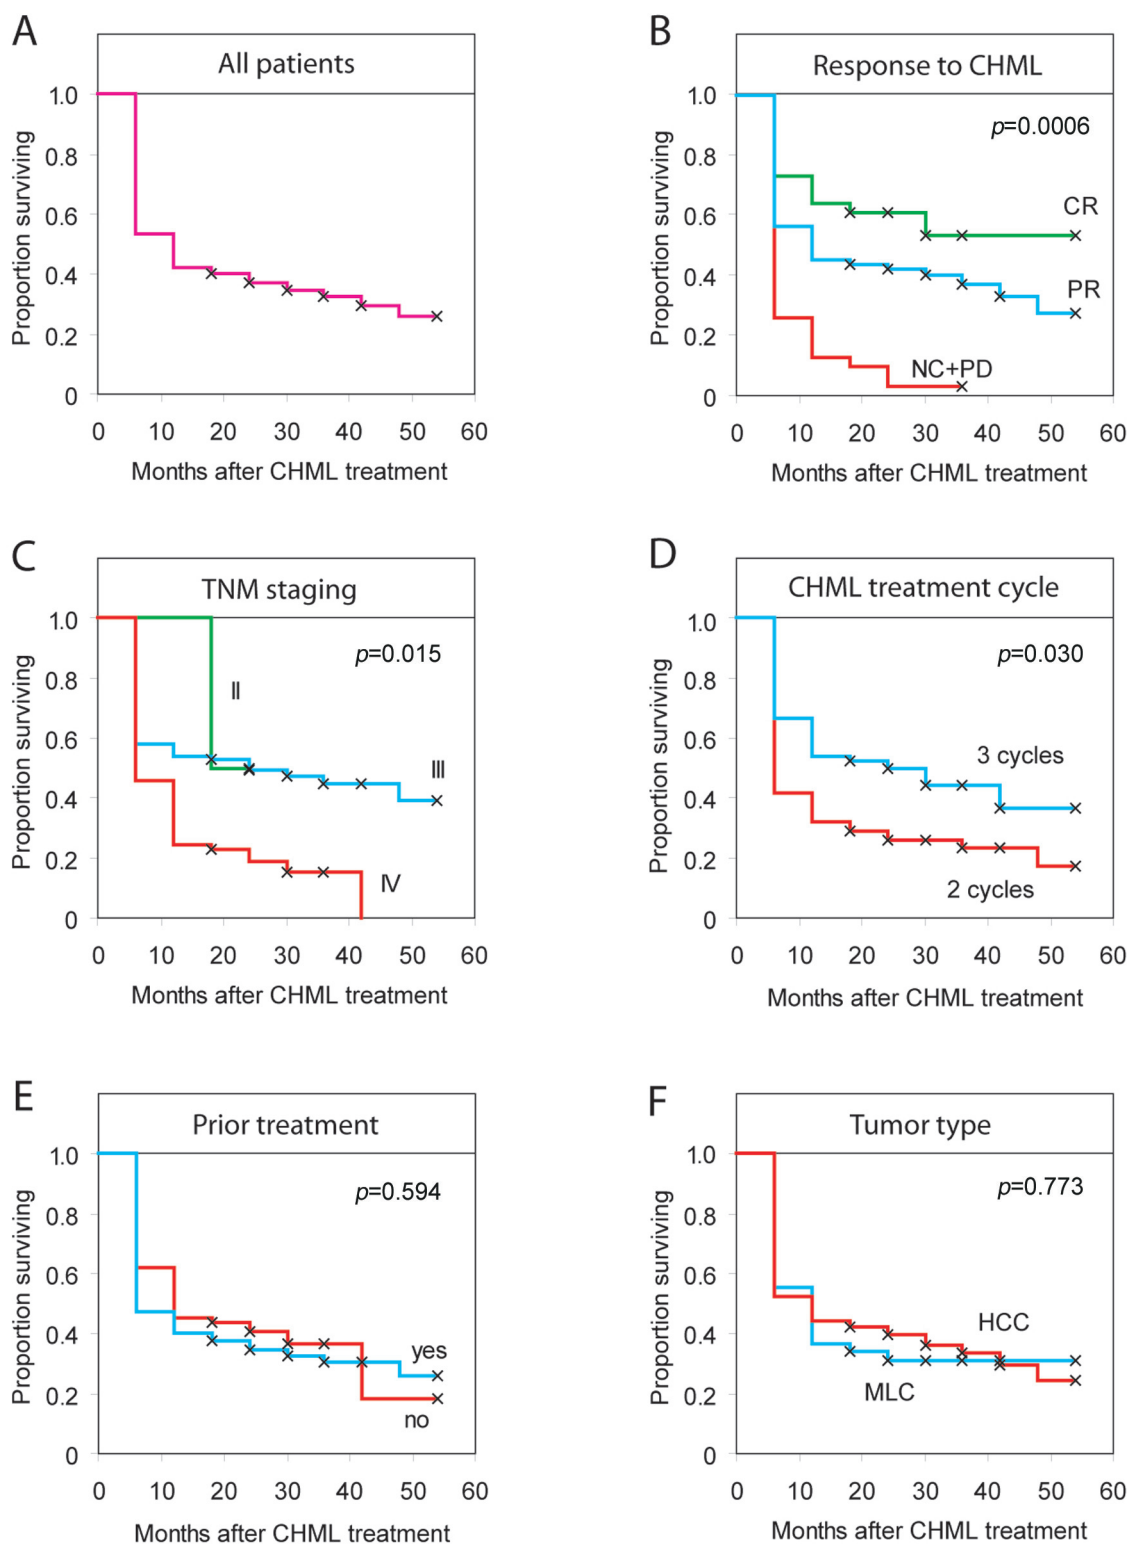 A
All patients
1.0
0.8
0.6
0.4
0.2
0
Proportion surviving
0 10 20 30 40 50 60
Months after CHML treatment
B
Response to CHML
p=0.0006
1.0
0.8
0.6
0.4
0.2
0
Proportion surviving
CR
PR
NC+PD
0 10 20 30 40 50 60
Months after CHML treatment
C
TNM staging
p=0.015
1.0
0.8
0.6
0.4
0.2
0
Proportion surviving
II
III
IV
0 10 20 30 40 50 60
Months after CHML treatment
D
CHML treatment cycle
p=0.030
1.0
0.8
0.6
0.4
0.2
0
Proportion surviving
3 cycles
2 cycles
0 10 20 30 40 50 60
Months after CHML treatment
E
Prior treatment
p=0.594
1.0
0.8
0.6
0.4
0.2
0
Proportion surviving
yes
no
0 10 20 30 40 50 60
Months after CHML treatment
F
Tumor type
p=0.773
1.0
0.8
0.6
0.4
0.2
0
Proportion surviving
HCC
MLC
0 10 20 30 40 50 60
Months after CHML treatment